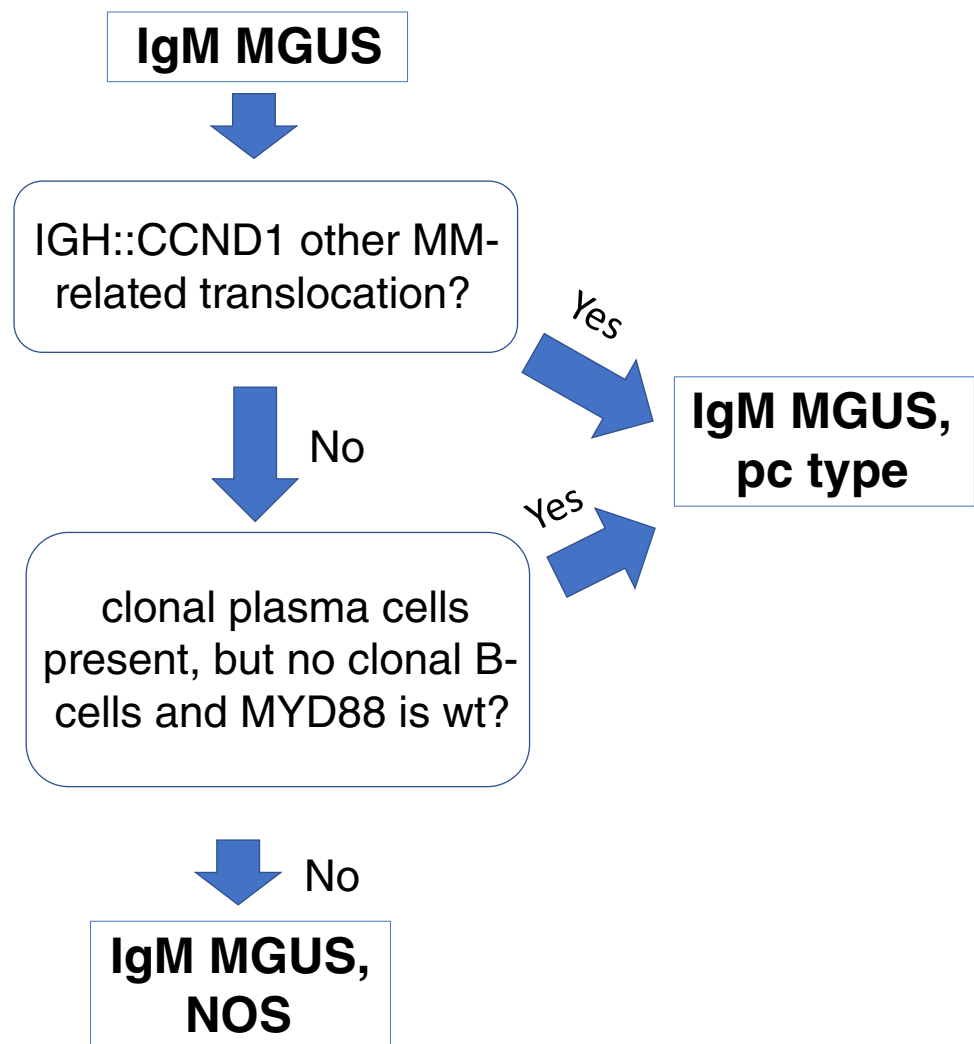 IgM MGUS
IGH::CCND1 other MM-
related translocation?
Yes
No
IgM MGUS,
pc type
Yes
clonal plasma cells
present, but no clonal B-
cells and MYD88 is wt?
No
IgM MGUS,
NOS